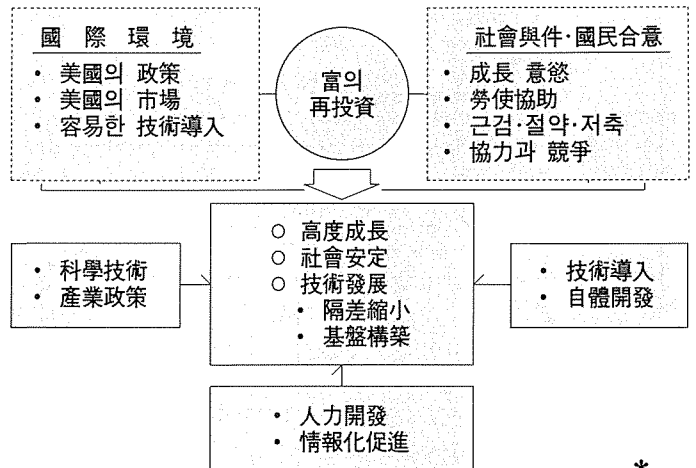 國 際 環 境
• 美國의 政策
• 美國의 市場
• 容易한 技術導入
富의
再投資
社會與件·國民合意
• 成長 意慾
• 勞使協助
• 근검·절약·저축
• 協力과 競爭
○ 高度成長
○ 社會安定
○ 技術發展
• 隔差縮小
• 基盤構築
• 科學技術
• 産業政策
• 技術導入
• 自體開發
• 人力開發
• 情報化促進
*